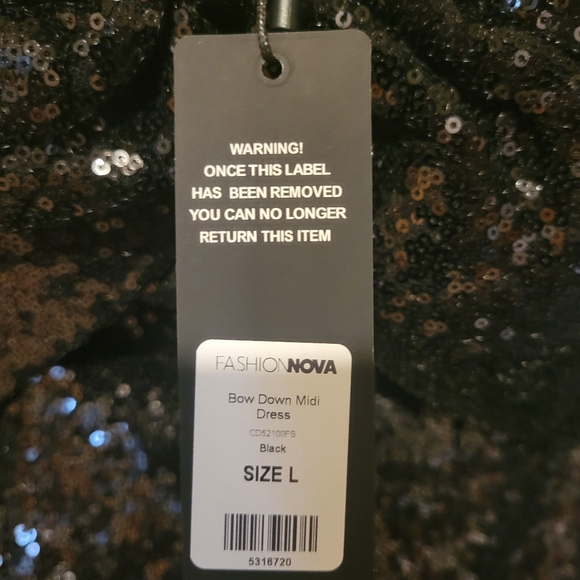 WARNING!
ONCE THIS LABEL
HAS BEEN REMOVED
YOU CAN NO LONGER
RETURN THIS ITEM
FASHIONNOVA
Bow Down Midi
Dress
CD52100FS
Black
SIZE L
5316720